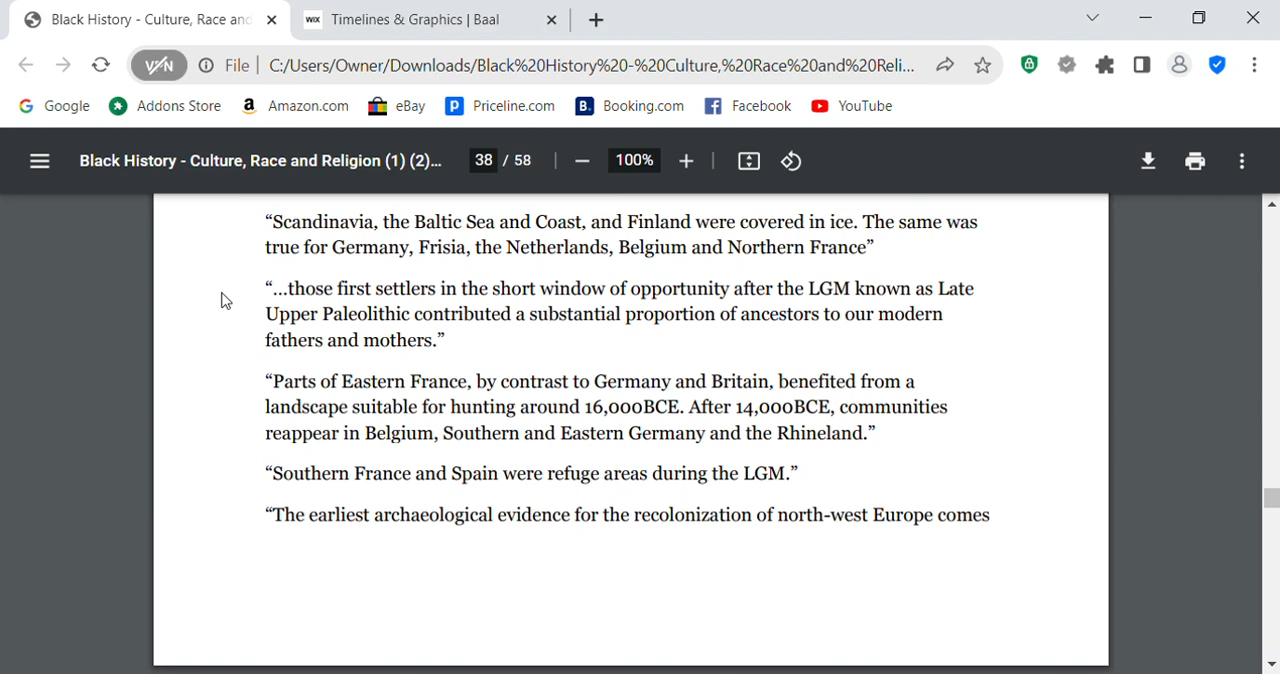 Black History - Culture, Race and
WIX Timelines & Graphics | Baal
VPN File C:/Users/Owner/Downloads/Black%20History%20-%20Culture,%20Race%20and%20Reli...
Google Addons Store Amazon.com eBay Priceline.com B. Booking.com Facebook YouTube
Black History - Culture, Race and Religion (1) (2)... 38 / 58 100%
“Scandinavia, the Baltic Sea and Coast, and Finland were covered in ice. The same was
true for Germany, Frisia, the Netherlands, Belgium and Northern France”
“...those first settlers in the short window of opportunity after the LGM known as Late
Upper Paleolithic contributed a substantial proportion of ancestors to our modern
fathers and mothers.”
“Parts of Eastern France, by contrast to Germany and Britain, benefited from a
landscape suitable for hunting around 16,000BCE. After 14,000BCE, communities
reappear in Belgium, Southern and Eastern Germany and the Rhineland.”
“Southern France and Spain were refuge areas during the LGM.”
“The earliest archaeological evidence for the recolonization of north-west Europe comes